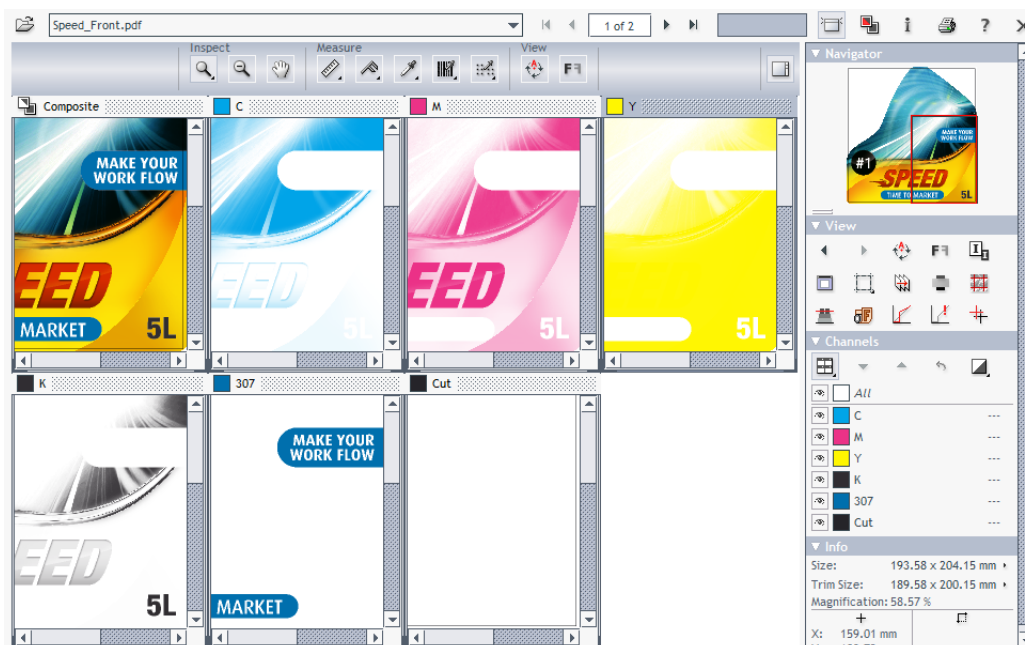 Speed_Front.pdf
1 of 2
i
?
Inspect
Measure
View
F
Composite
C
M
Y
MAKE YOUR
WORK FLOW
EED
MARKET
5L
EED
EED
5L
5L
K
307
Cut
MAKE YOUR
WORK FLOW
EED
5L
MARKET
Navigator
MAKE YOUR
WORK FLOW
#1
SPEED
TIME TO MARKET
5L
View
F
Channels
All
C ---
M ---
Y ---
K ---
307 ---
Cut ---
Info
Size: 193.58 x 204.15 mm
Trim Size: 189.58 x 200.15 mm
Magnification: 58.57 %
X: 159.01 mm